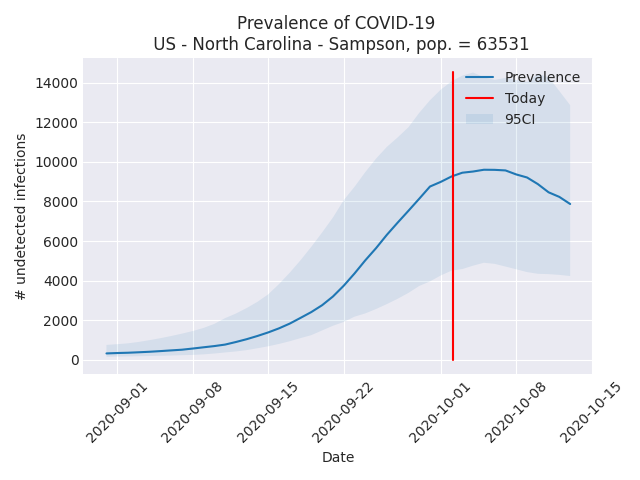 Prevalence of COVID-19
US - North Carolina - Sampson, pop. = 63531
14000
12000
10000
8000
6000
4000
2000
0
# undetected infections
Prevalence
Today
95CI
2020-09-01
2020-09-08
2020-09-15
2020-09-22
2020-10-01
2020-10-08
2020-10-15
Date